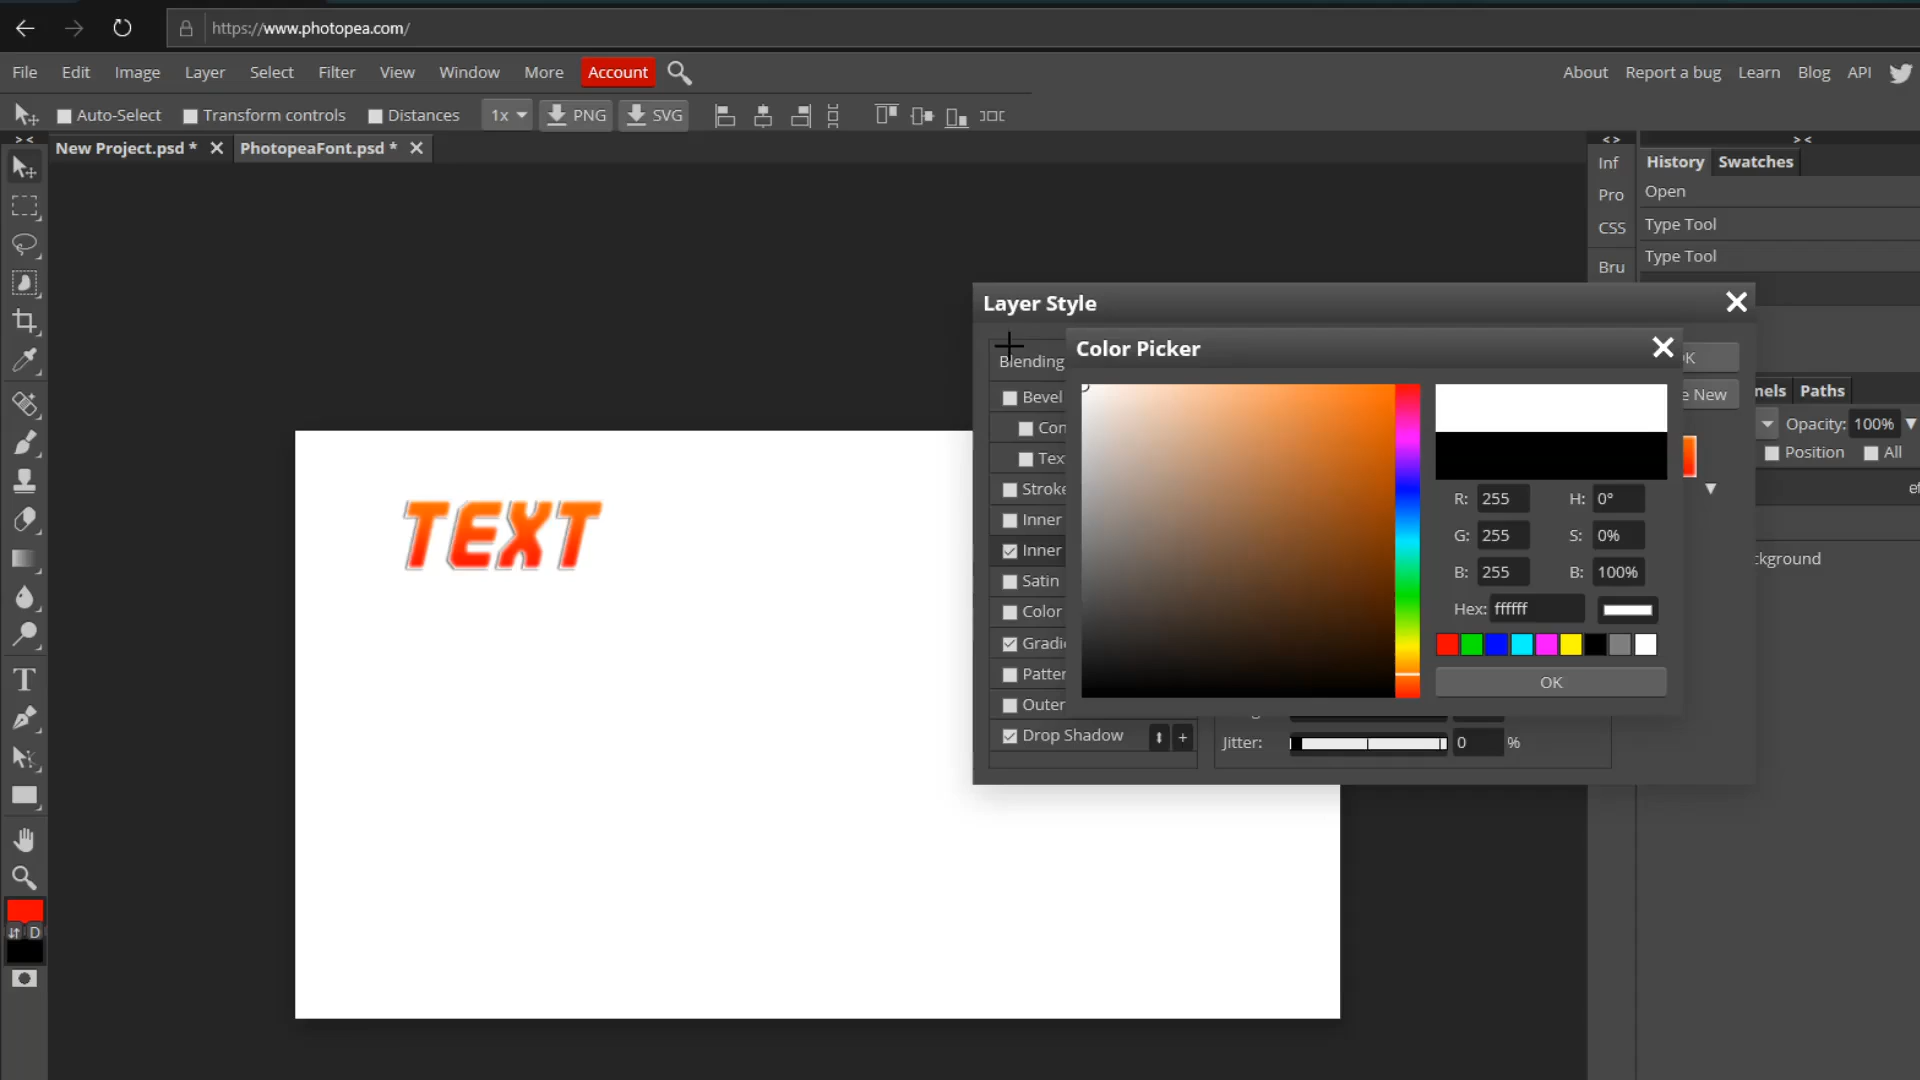 https://www.photopea.com/
File Edit Image Layer Select Filter View Window More Account About Report a bug Learn Blog API
Auto-Select Transform controls Distances 1x PNG SVG
New Project.psd * PhotopeaFont.psd *
Inf
Pro
CSS
Bru
History Swatches
Open
Type Tool
Type Tool
Layer Style
Color Picker
Blending
Bevel
Con
Tex
Stroke
Inner
Inner
Satin
Color
Gradie
Patter
Outer
Drop Shadow +
R: 255 H: 0°
G: 255 S: 0%
B: 255 B: 100%
Hex: ffffff
OK
Jitter: 0 %
OK
e New
nels Paths
Opacity: 100%
Position All
ef
ckground
TEXT
T
D